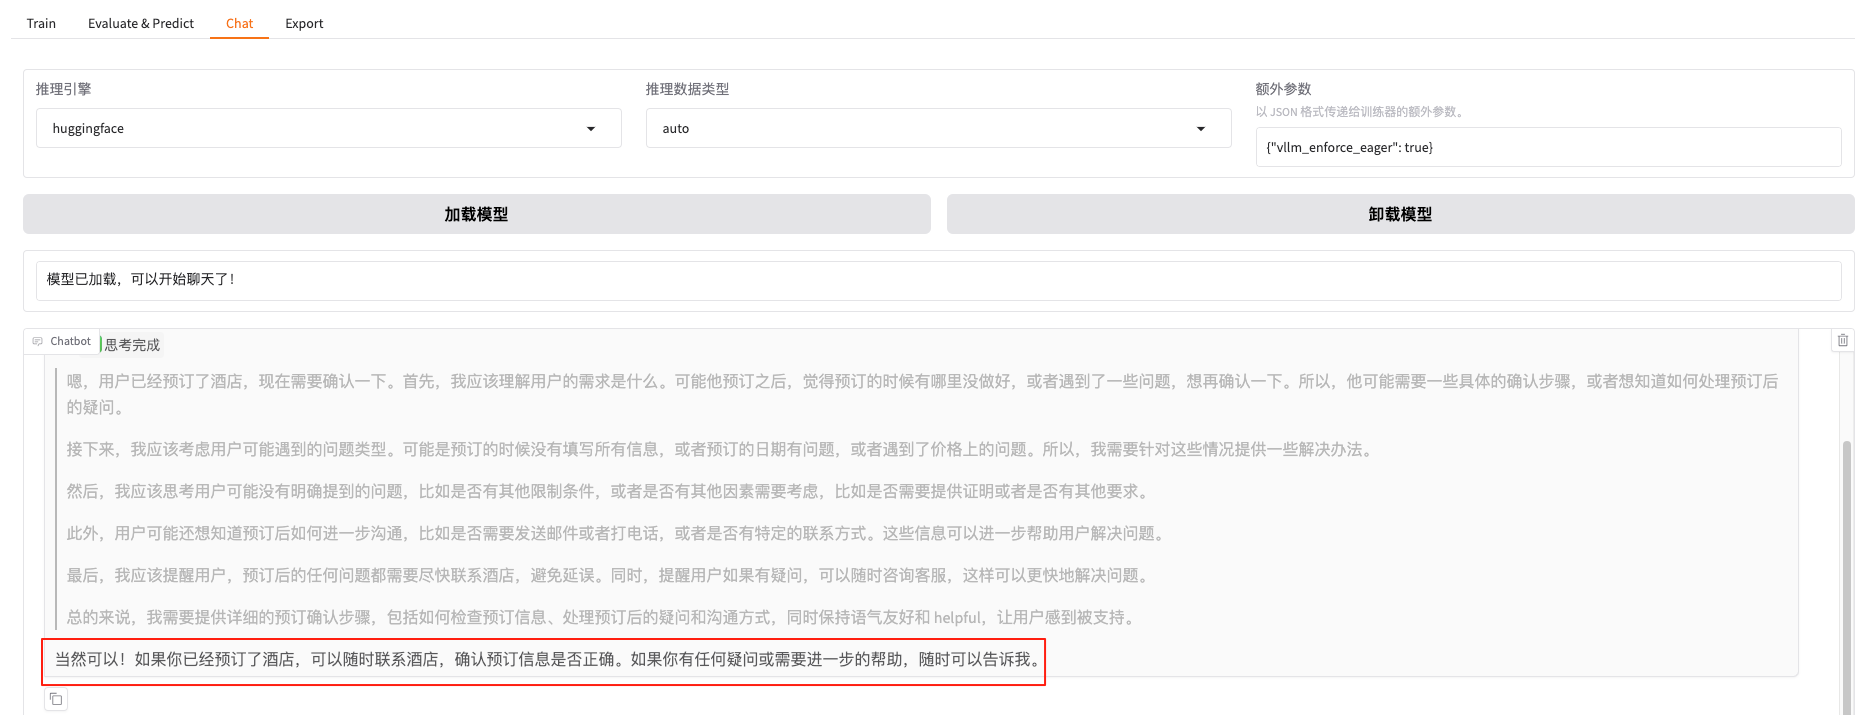 Train Evaluate & Predict Chat Export
推理引擎 推理数据类型 额外参数
以 JSON 格式传递给训练器的额外参数。
huggingface auto {"vllm_enforce_eager": true}
加载模型 卸载模型
模型已加载，可以开始聊天了！
Chatbot 思考完成
嗯，用户已经预订了酒店，现在需要确认一下。首先，我应该理解用户的需求是什么。可能他预订之后，觉得预订的时候有哪里没做好，或者遇到了一些问题，想再确认一下。所以，他可能需要一些具体的确认步骤，或者想知道如何处理预订后
的疑问。
接下来，我应该考虑用户可能遇到的问题类型。可能是预订的时候没有填写所有信息，或者预订的日期有问题，或者遇到了价格上的问题。所以，我需要针对这些情况提供一些解决办法。
然后，我应该思考用户可能没有明确提到的问题，比如是否有其他限制条件，或者是否有其他因素需要考虑，比如是否需要提供证明或者是否有其他要求。
此外，用户可能还想知道预订后如何进一步沟通，比如是否需要发送邮件或者打电话，或者是否有特定的联系方式。这些信息可以进一步帮助用户解决问题。
最后，我应该提醒用户，预订后的任何问题都需要尽快联系酒店，避免延误。同时，提醒用户如果有疑问，可以随时咨询客服，这样可以更快地解决问题。
总的来说，我需要提供详细的预订确认步骤，包括如何检查预订信息、处理预订后的疑问和沟通方式，同时保持语气友好和 helpful，让用户感到被支持。
当然可以！如果你已经预订了酒店，可以随时联系酒店，确认预订信息是否正确。如果你有任何疑问或需要进一步的帮助，随时可以告诉我。